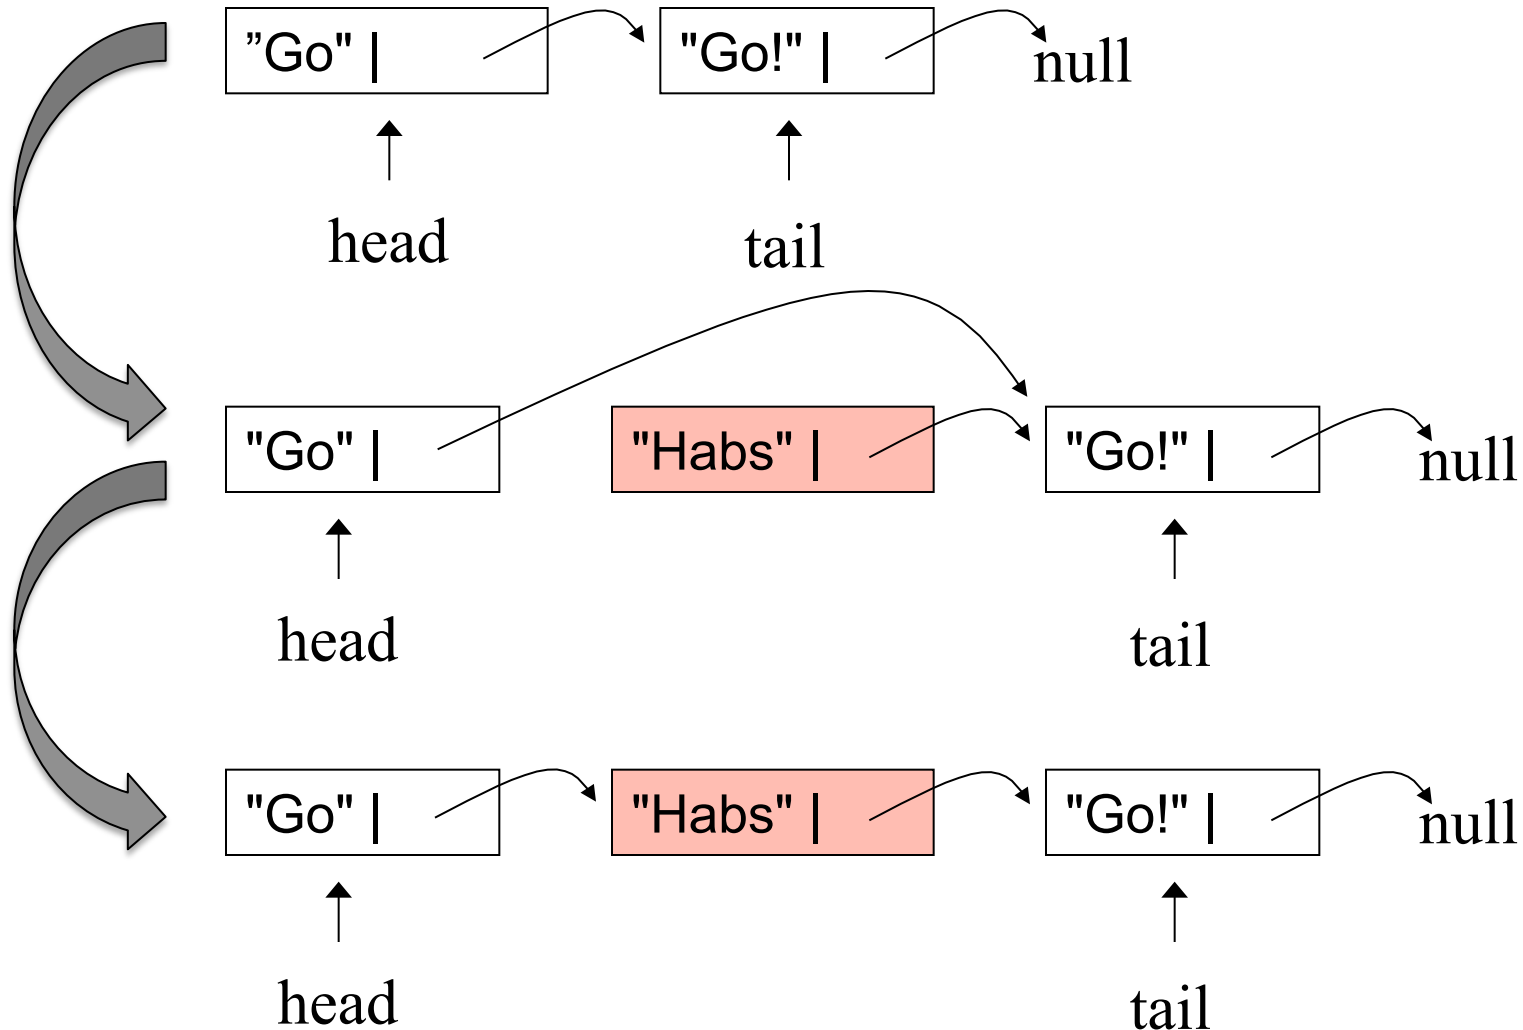 ”Go" | "Go!" | null
head tail
"Go" | "Habs" | "Go!" | null
head tail
"Go" | "Habs" | "Go!" | null
head tail